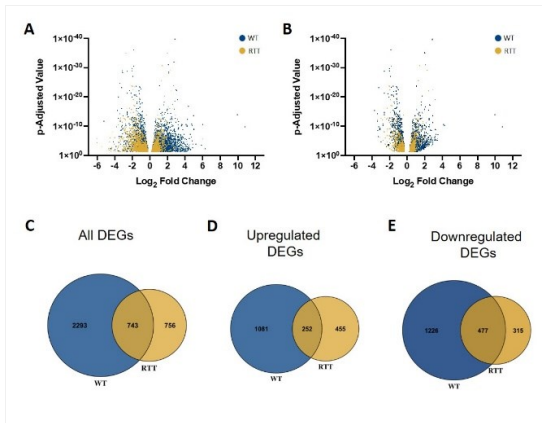 A
B
1×10⁻⁴⁰
1×10⁻³⁰
1×10⁻²⁰
1×10⁻¹⁰
1×10⁰
p-Adjusted Value
-6 -4 -2 0 2 4 6 8 10 12
Log₂ Fold Change
WT
RTT
1×10⁻⁴⁰
1×10⁻³⁰
1×10⁻²⁰
1×10⁻¹⁰
1×10⁰
p-Adjusted Value
-6 -4 -2 0 2 4 6 8 10 12
Log₂ Fold Change
WT
RTT
C
All DEGs
2293
743
756
WT
RTT
D
Upregulated
DEGs
1081
252
455
WT
RTT
E
Downregulated
DEGs
1226
477
315
WT
RTT